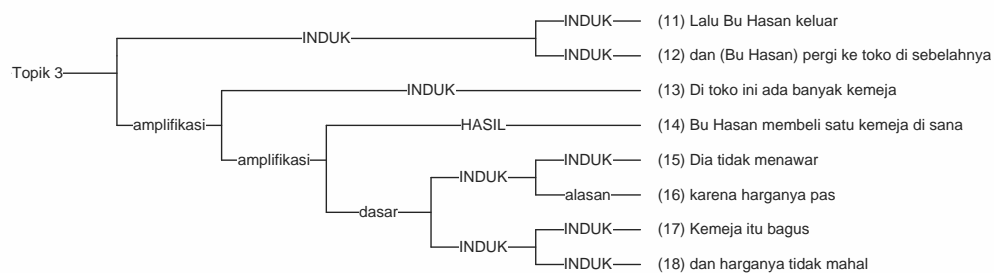 INDUK (11) Lalu Bu Hasan keluar
INDUK
INDUK (12) dan (Bu Hasan) pergi ke toko di sebelahnya
Topik 3
INDUK (13) Di toko ini ada banyak kemeja
amplifikasi HASIL (14) Bu Hasan membeli satu kemeja di sana
amplifikasi INDUK (15) Dia tidak menawar
INDUK
alasan (16) karena harganya pas
dasar
INDUK (17) Kemeja itu bagus
INDUK
INDUK (18) dan harganya tidak mahal